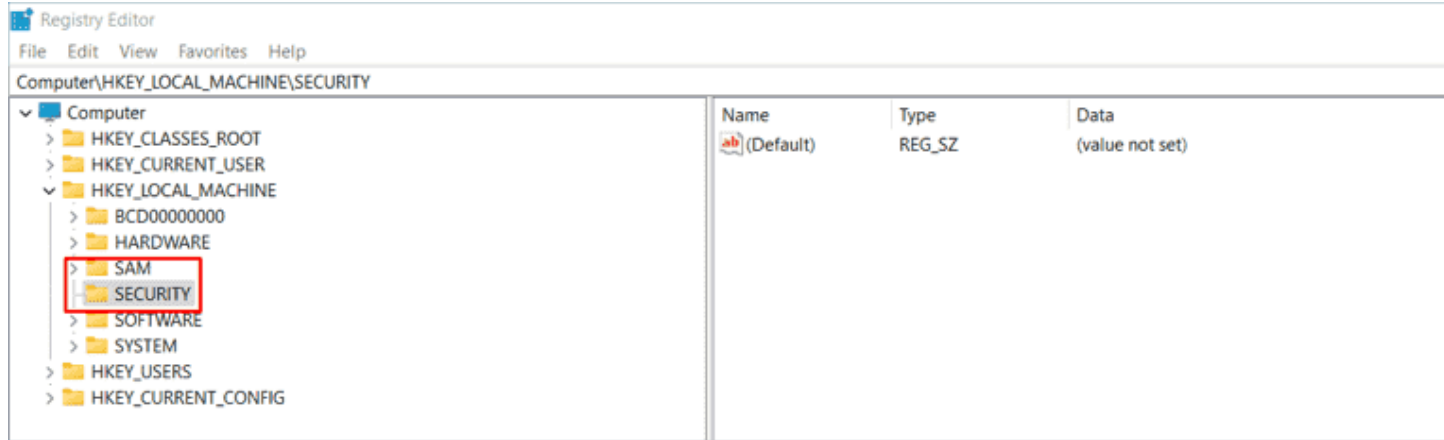 Registry Editor
File Edit View Favorites Help
Computer\HKEY_LOCAL_MACHINE\SECURITY
Computer
HKEY_CLASSES_ROOT
HKEY_CURRENT_USER
HKEY_LOCAL_MACHINE
BCD00000000
HARDWARE
SAM
SECURITY
SOFTWARE
SYSTEM
HKEY_USERS
HKEY_CURRENT_CONFIG
Name Type Data
ab (Default) REG_SZ (value not set)